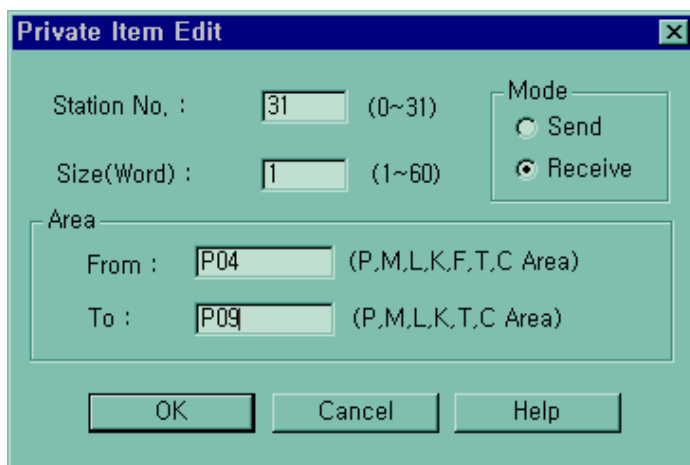 Private Item Edit
Station No. : 31 (0~31)
Size(Word) : 1 (1~60)
Mode
Send
Receive
Area
From : P04 (P,M,L,K,F,T,C Area)
To : P09 (P,M,L,K,T,C Area)
OK Cancel Help